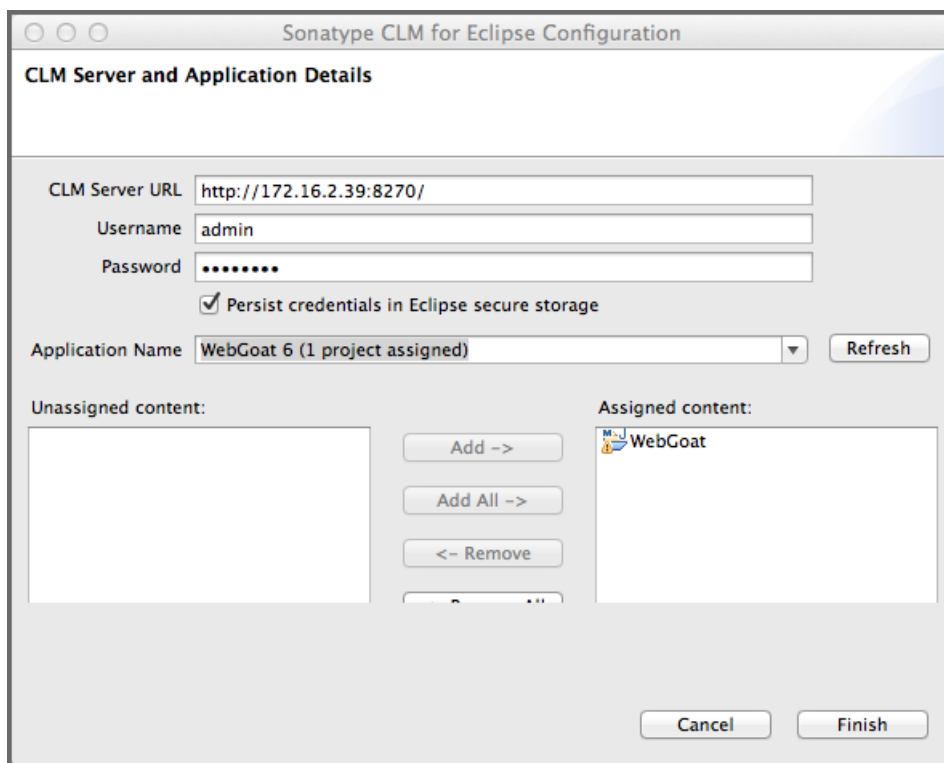 Sonatype CLM for Eclipse Configuration
CLM Server and Application Details
CLM Server URL http://172.16.2.39:8270/
Username admin
Password ••••••••
Persist credentials in Eclipse secure storage
Application Name WebGoat 6 (1 project assigned) Refresh
Unassigned content: Assigned content:
Add -> WebGoat
Add All ->
<- Remove
Cancel Finish